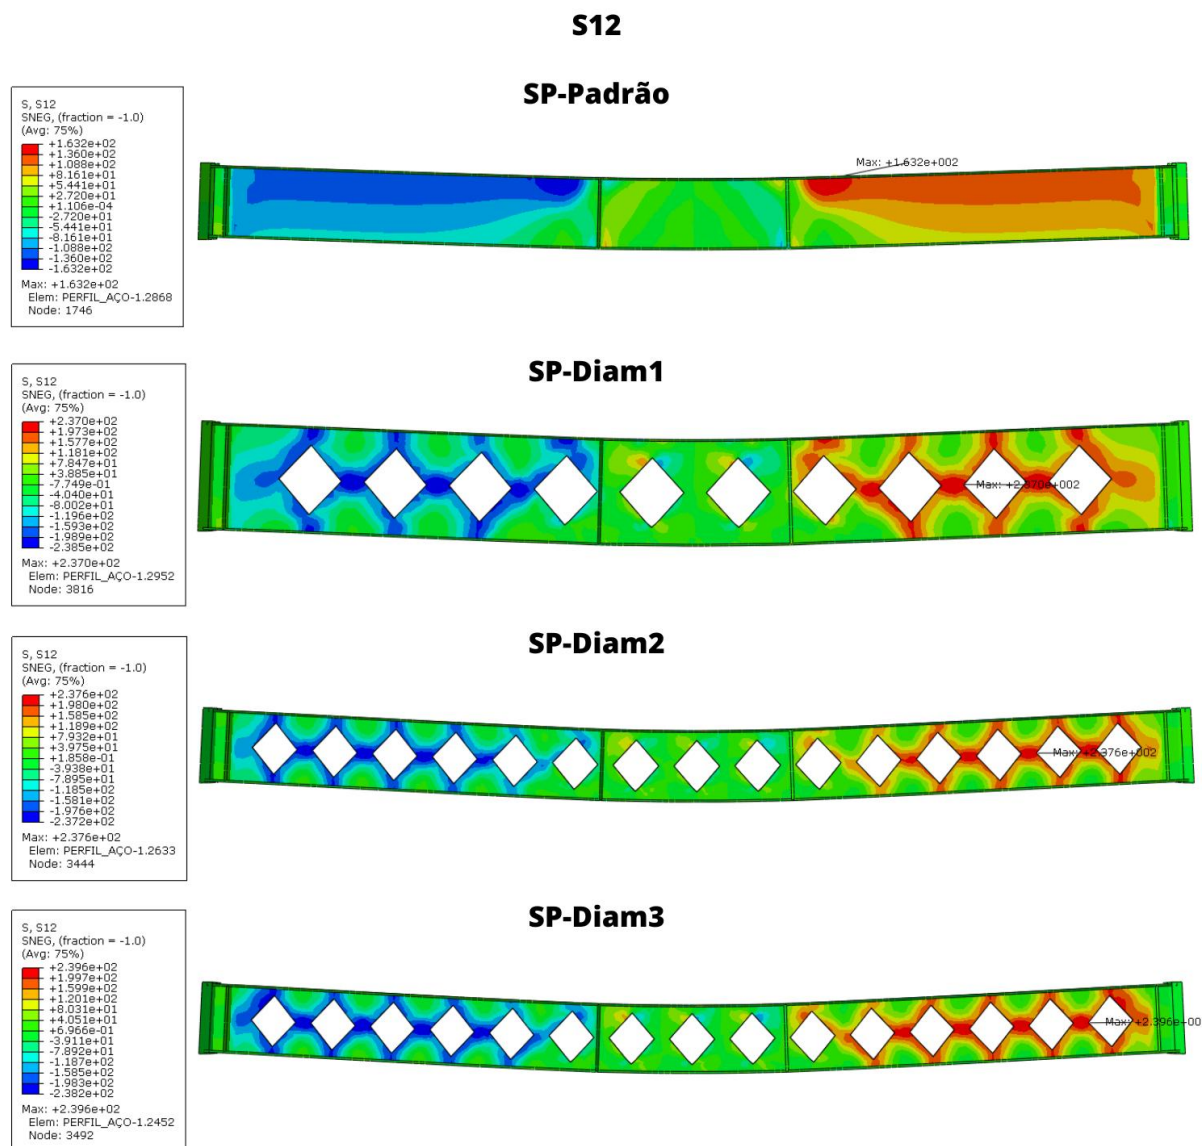 S12
SP-Padrão
S, S12
SNEG, (fraction = -1.0)
(Avg: 75%)
+1.632e+02
+1.360e+02
+1.088e+02
+8.161e+01
+5.441e+01
+2.720e+01
+1.106e-04
-2.720e+01
-5.441e+01
-8.161e+01
-1.088e+02
-1.360e+02
-1.632e+02
Max: +1.632e+02
Elem: PERFIL_AÇO-1.2868
Node: 1746
Max: +1.632e+002
SP-Diam1
S, S12
SNEG, (fraction = -1.0)
(Avg: 75%)
+2.370e+02
+1.973e+02
+1.577e+02
+1.181e+02
+7.847e+01
+3.885e+01
-7.749e-01
-4.040e+01
-8.002e+01
-1.196e+02
-1.593e+02
-1.989e+02
-2.385e+02
Max: +2.370e+02
Elem: PERFIL_AÇO-1.2952
Node: 3816
Max: +2.370e+002
SP-Diam2
S, S12
SNEG, (fraction = -1.0)
(Avg: 75%)
+2.376e+02
+1.980e+02
+1.585e+02
+1.189e+02
+7.932e+01
+3.975e+01
+1.858e-01
-3.938e+01
-7.895e+01
-1.185e+02
-1.581e+02
-1.976e+02
-2.372e+02
Max: +2.376e+02
Elem: PERFIL_AÇO-1.2633
Node: 3444
Max: +2.376e+002
SP-Diam3
S, S12
SNEG, (fraction = -1.0)
(Avg: 75%)
+2.396e+02
+1.997e+02
+1.599e+02
+1.201e+02
+8.031e+01
+4.051e+01
+6.966e-01
-3.911e+01
-7.892e+01
-1.187e+02
-1.585e+02
-1.983e+02
-2.382e+02
Max: +2.396e+02
Elem: PERFIL_AÇO-1.2452
Node: 3492
Max: +2.396e+00